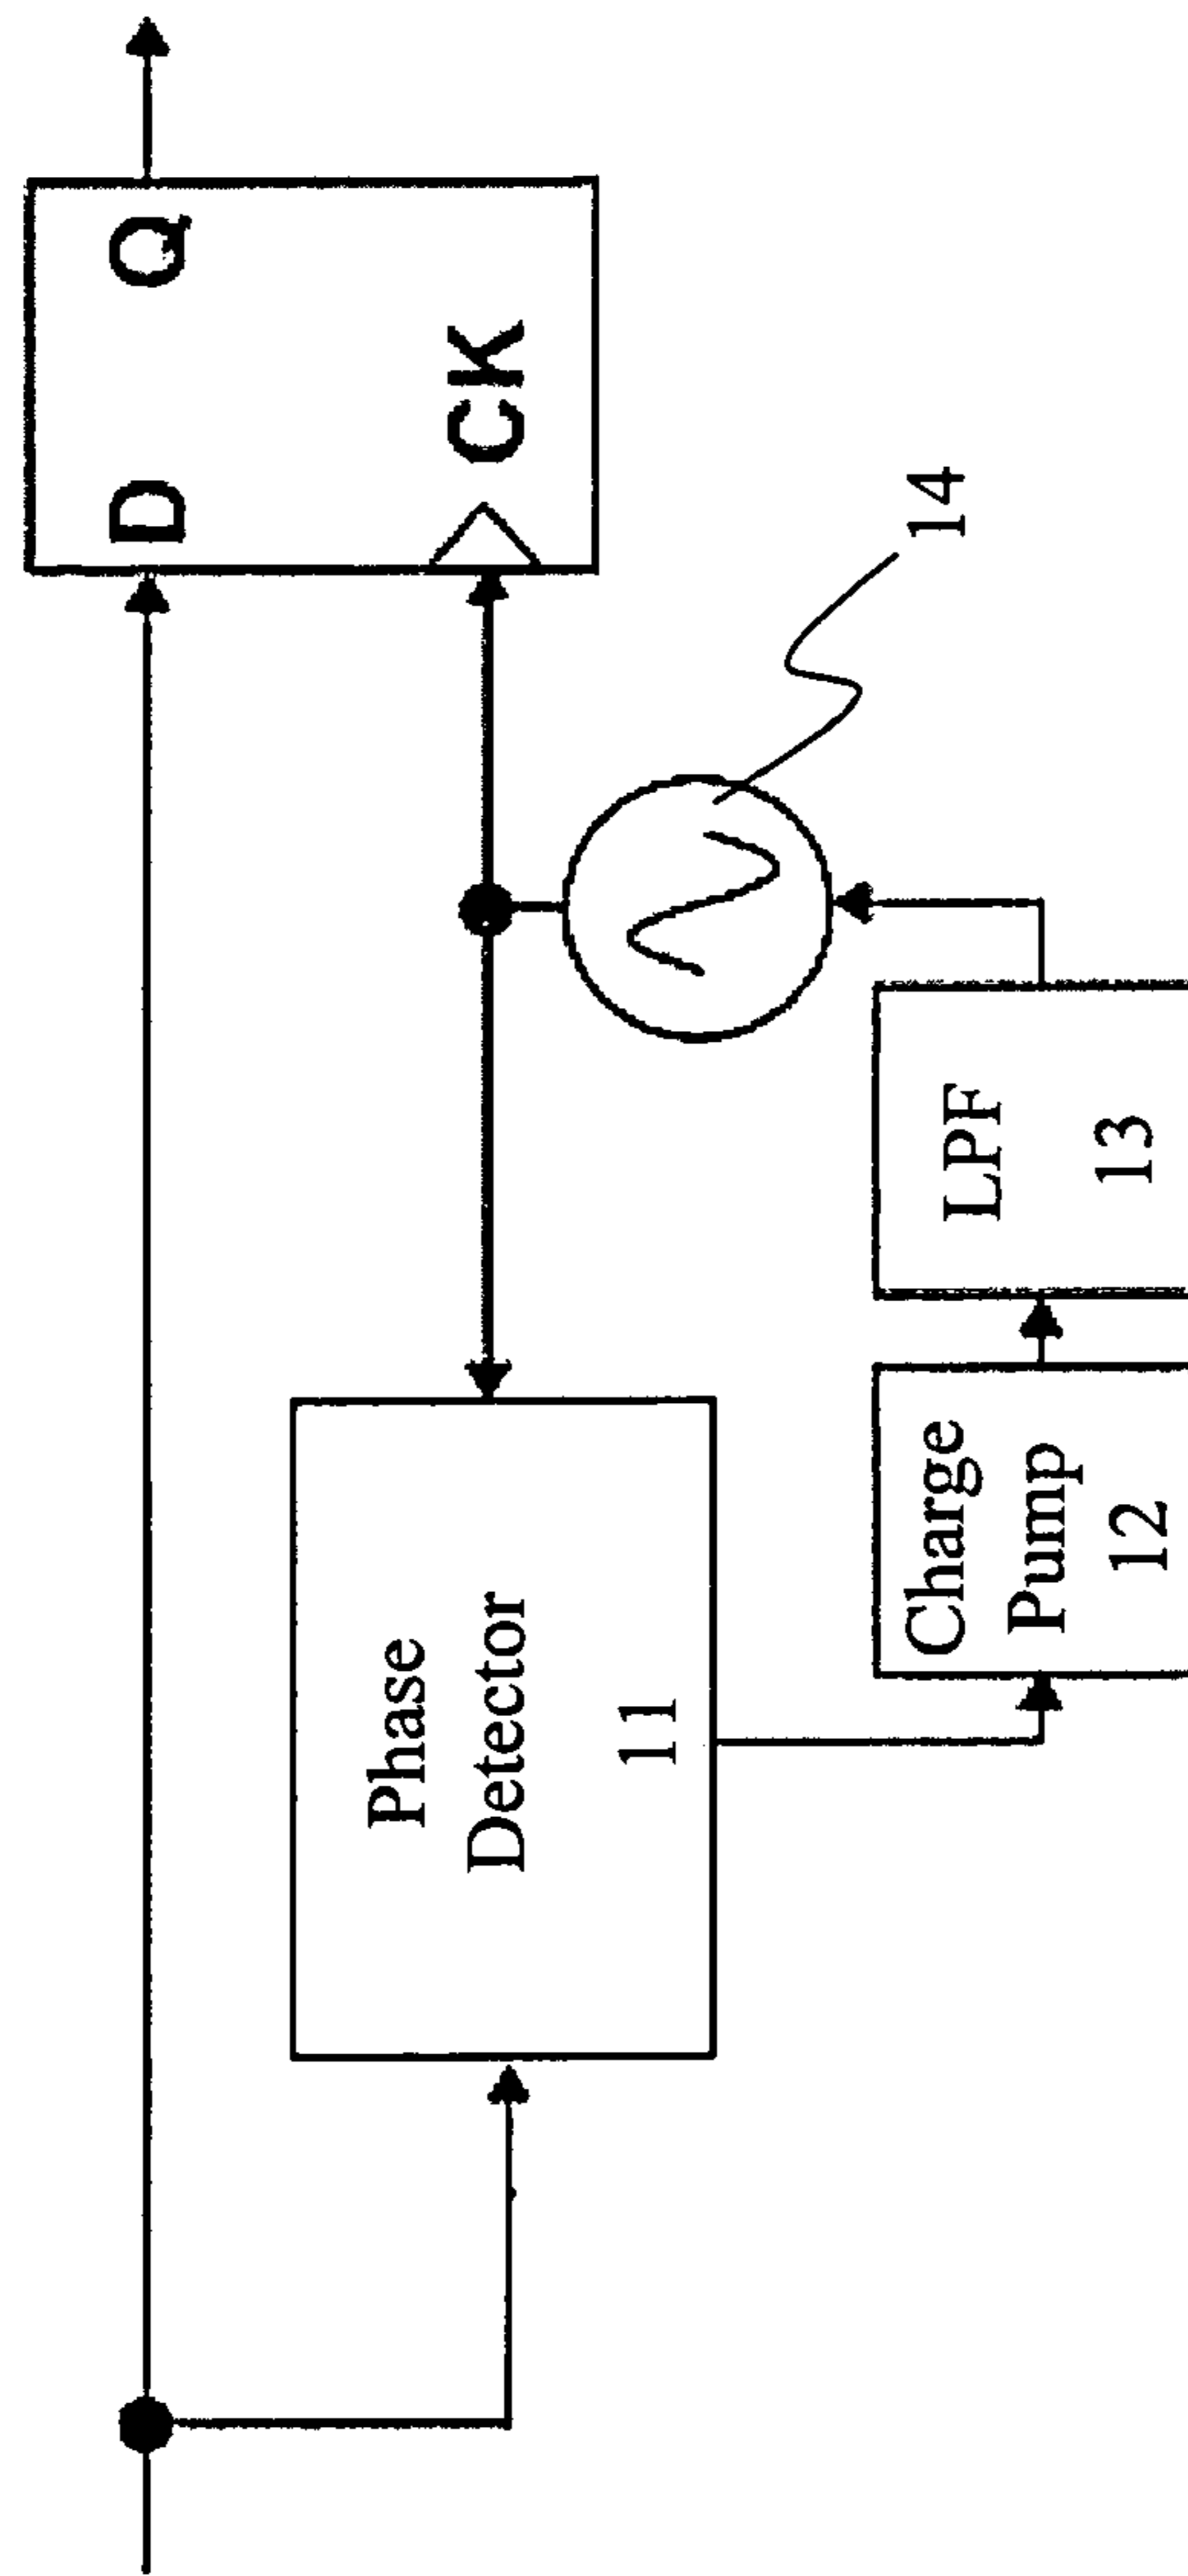 D Q
CK
Phase
Detector
11
14
Charge
Pump
12
LPF
13